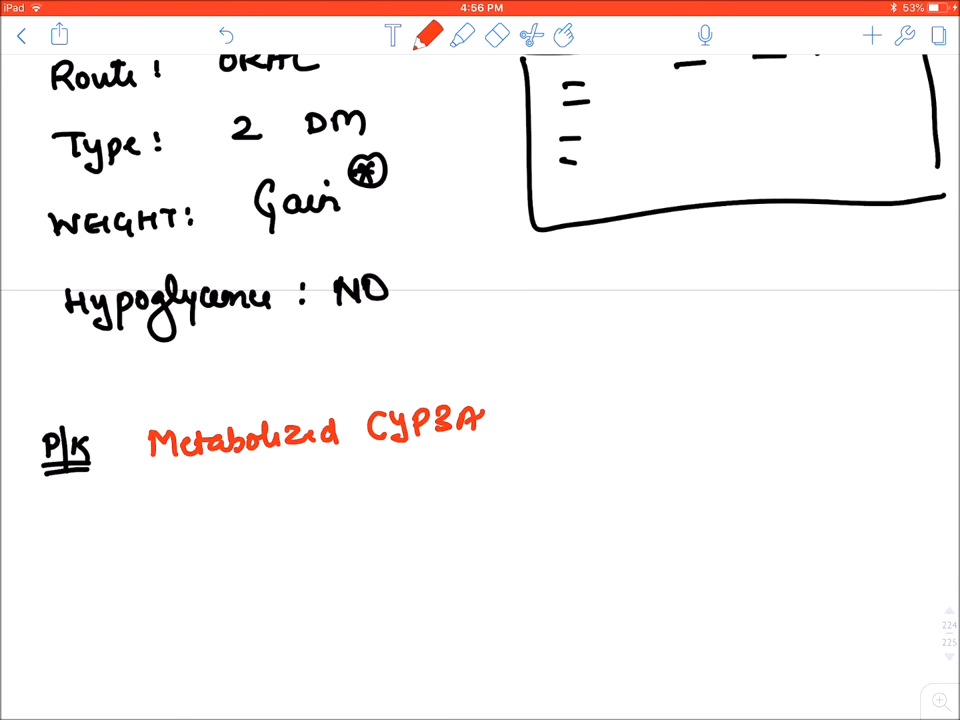 iPad 4:56 PM 53%
T
Route: ORAL
Type: 2 DM
WEIGHT: Gain *
Hypoglycemia : NO
P/K Metabolized CYP3A
224
225